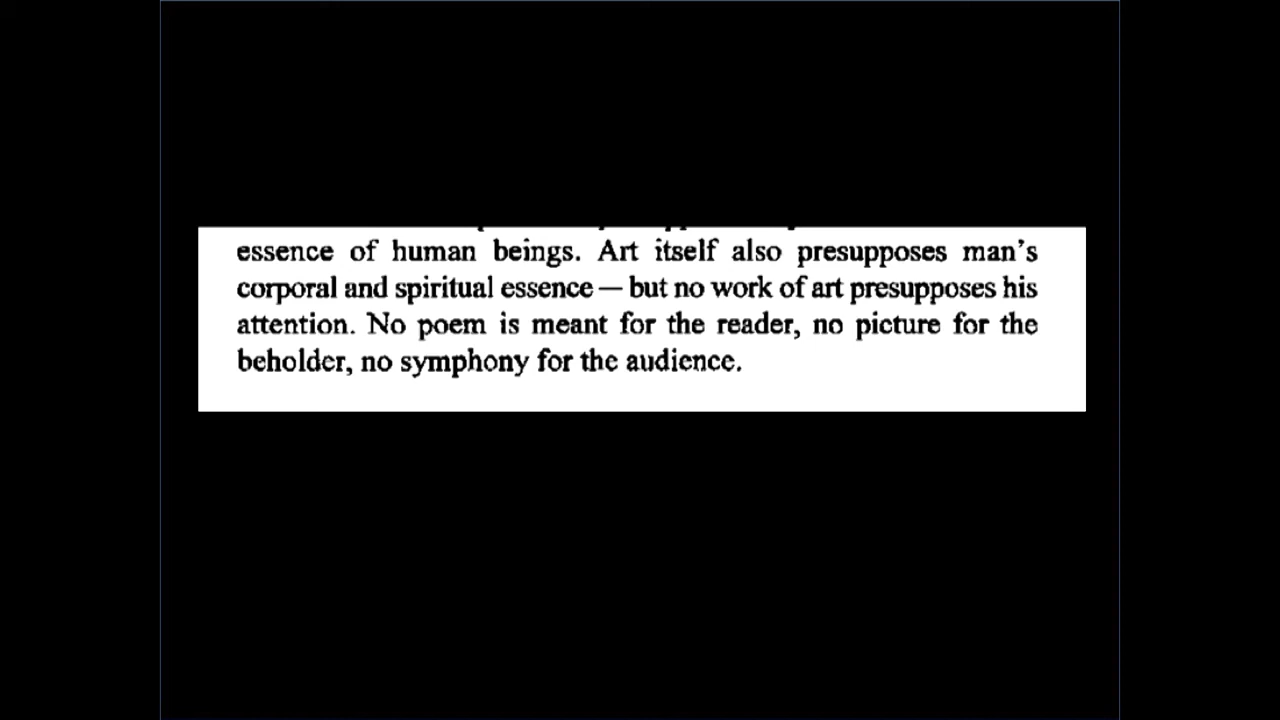 essence of human beings. Art itself also presupposes man's
corporal and spiritual essence — but no work of art presupposes his
attention. No poem is meant for the reader, no picture for the
beholder, no symphony for the audience.